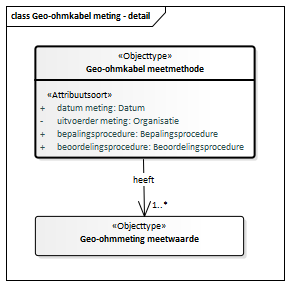 class Geo-ohmkabel meting - detail
«Objecttype»
Geo-ohmkabel meetmethode
«Attribuutsoort»
+ datum meting: Datum
- uitvoerder meting: Organisatie
+ bepalingsprocedure: Bepalingsprocedure
+ beoordelingsprocedure: Beoordelingsprocedure
heeft
1..*
«Objecttype»
Geo-ohmmeting meetwaarde